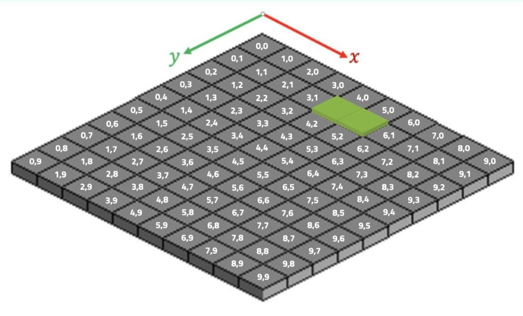 y x
0,0
0,1 1,0
0,2 1,1 2,0
0,3 1,2 2,1 3,0
0,4 1,3 2,2 3,1 4,0
0,5 1,4 2,3 3,2 5,0
0,6 1,5 2,4 3,3 4,2 6,0
0,7 1,6 2,5 3,4 4,3 5,2 6,1 7,0
0,8 1,7 2,6 3,5 4,4 5,3 6,2 7,1 8,0
0,9 1,8 2,7 3,6 4,5 5,4 6,3 7,2 8,1 9,0
1,9 2,8 3,7 4,6 5,5 6,4 7,3 8,2 9,1
2,9 3,8 4,7 5,6 6,5 7,4 8,3 9,2
3,9 4,8 5,7 6,6 7,5 8,4 9,3
4,9 5,8 6,7 7,6 8,5 9,4
5,9 6,8 7,7 8,6 9,5
6,9 7,8 8,7 9,6
7,9 8,8 9,7
8,9 9,8
9,9